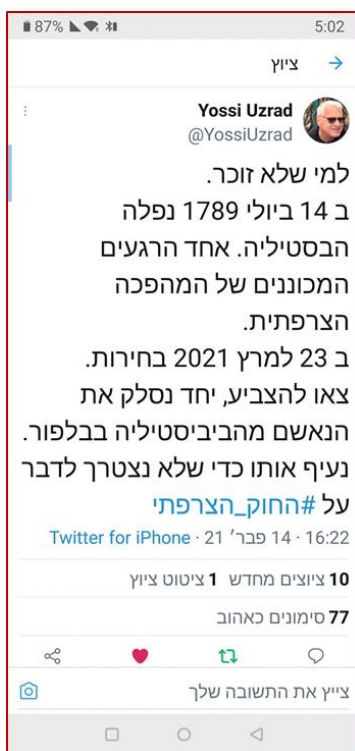 87% 5:02
ציוץ
Yossi Uzrad
@YossiUzrad
למי שלא זוכר.
ב 14 ביולי 1789 נפלה
הבסטיליה. אחד הרגעים
המכוננים של המהפכה
הצרפתית.
ב 23 למרץ 2021 בחירות.
צאו להצביע, יחד נסלק את
הנאשם מהביביסטיליה בבלפור.
נעיף אותו כדי שלא נצטרך לדבר
על #החוק_הצרפתי
16:22 · 14 פבר׳ 21 · Twitter for iPhone
10 ציוצים מחדש 1 ציטוט ציוץ
77 סימונים כאהוב
צייץ את התשובה שלך